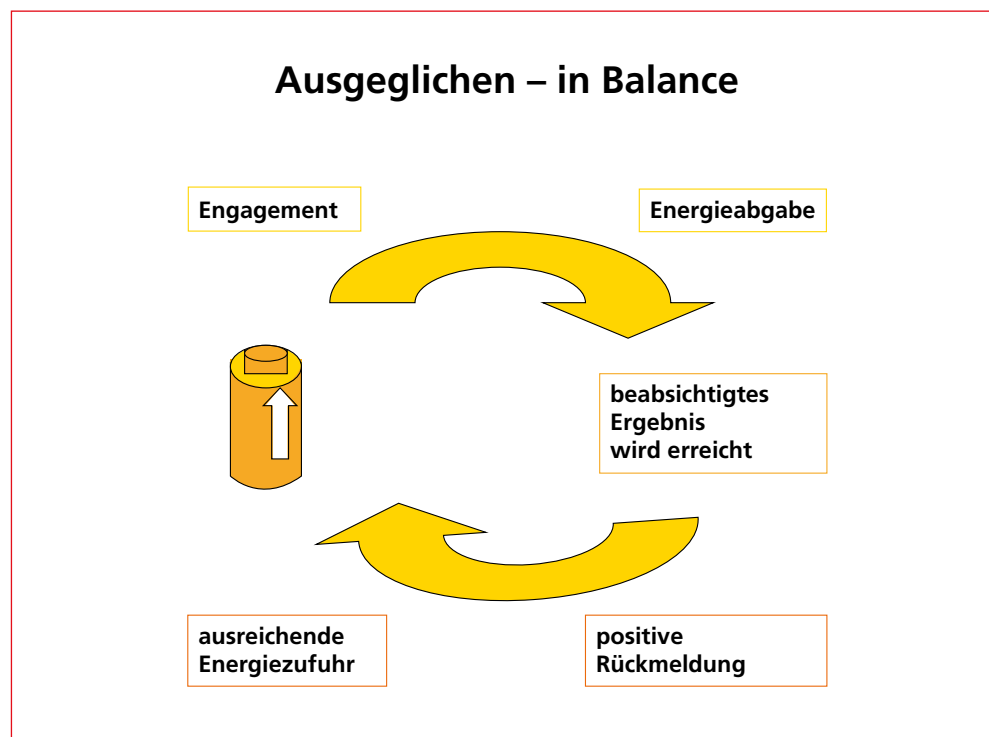 Ausgeglichen – in Balance
Engagement
Energieabgabe
beabsichtigtes
Ergebnis
wird erreicht
ausreichende
Energiezufuhr
positive
Rückmeldung